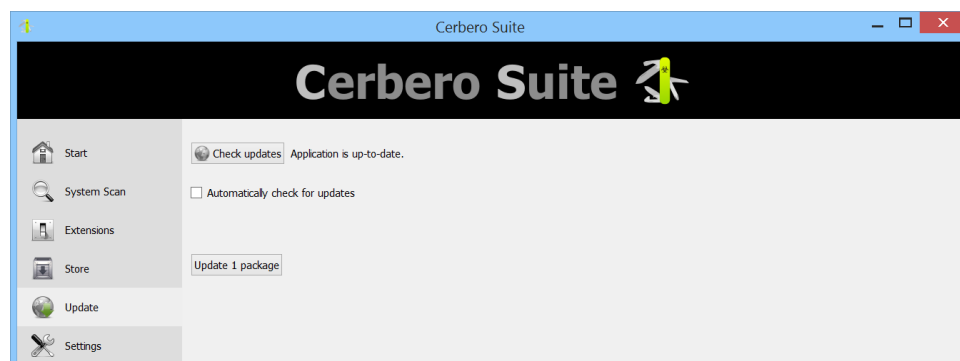 Cerbero Suite
Cerbero Suite
Start
Check updates Application is up-to-date.
System Scan
Automatically check for updates
Extensions
Store
Update 1 package
Update
Settings